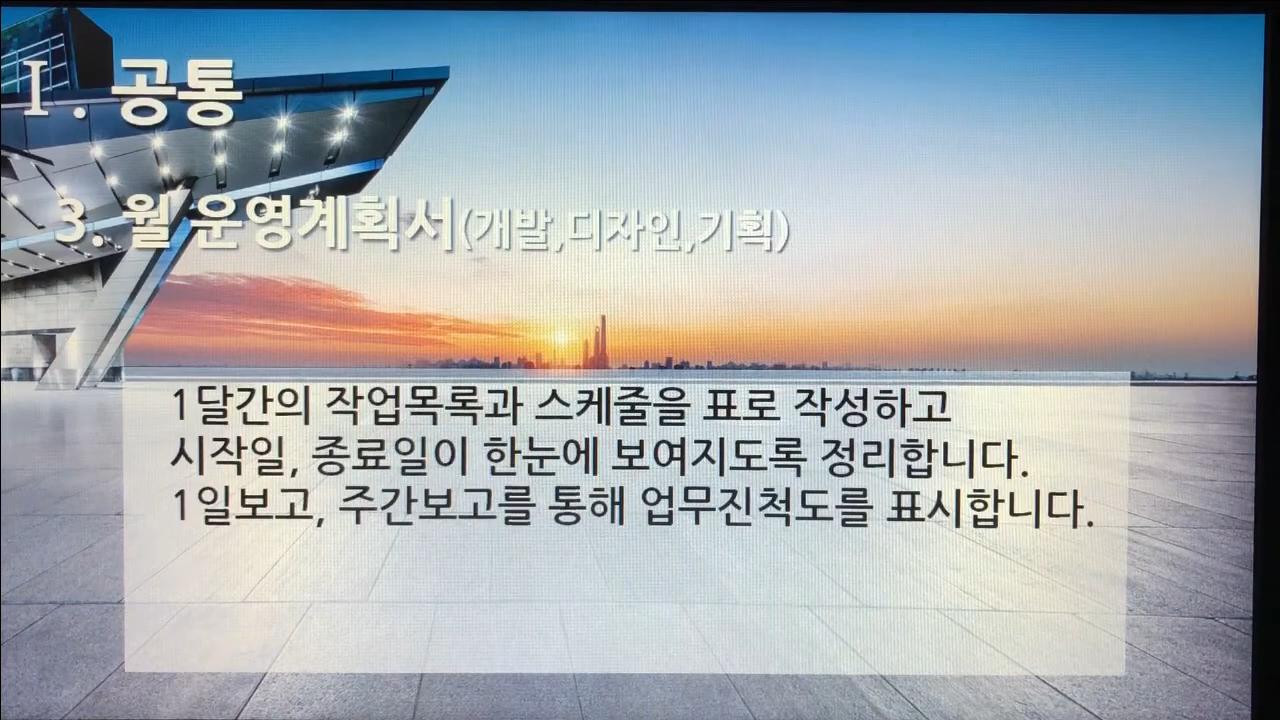 Ⅰ. 공통
3. 월 운영계획서(개발,디자인,기획)
1달간의 작업목록과 스케줄을 표로 작성하고
시작일, 종료일이 한눈에 보여지도록 정리합니다.
1일보고, 주간보고를 통해 업무진척도를 표시합니다.